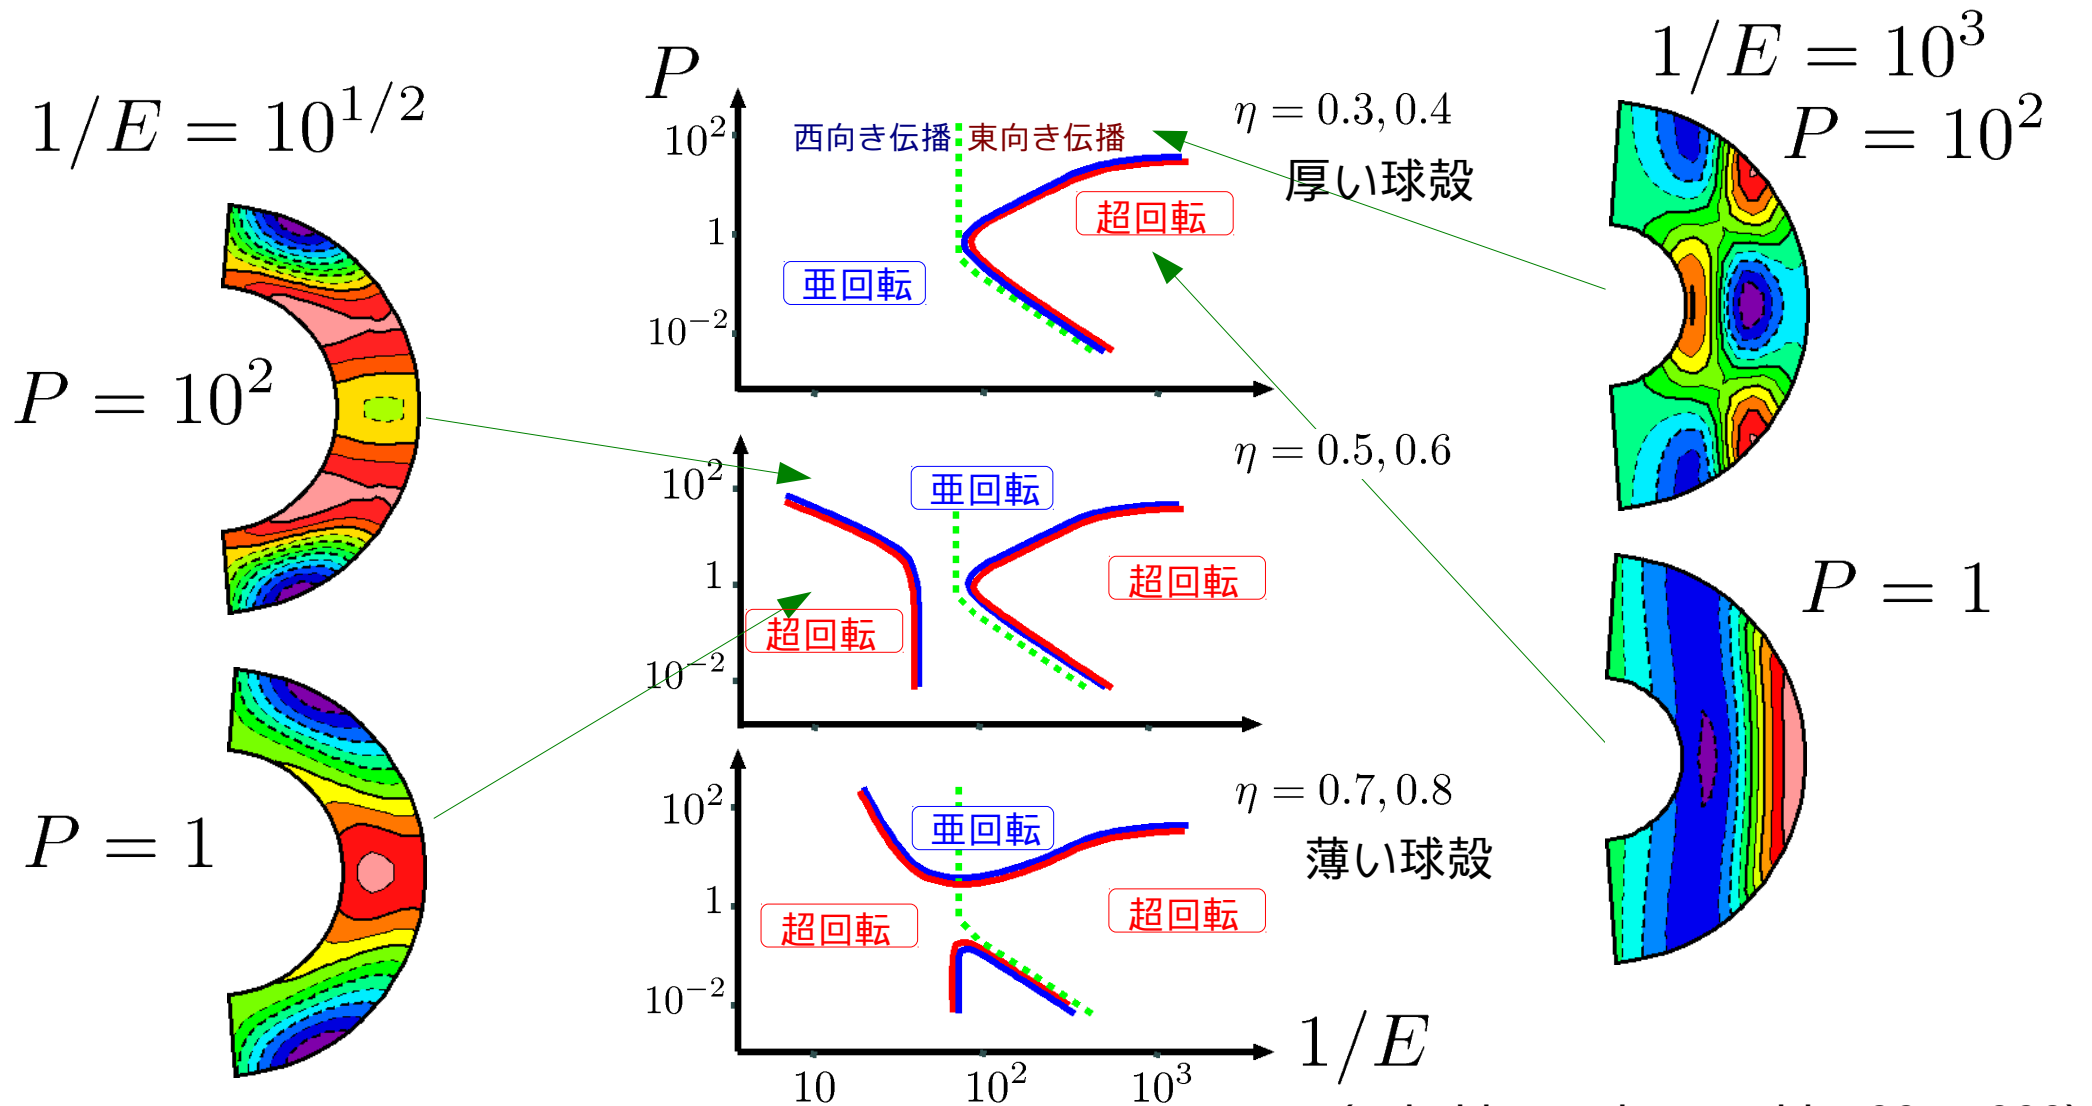 1/E = 10^{1/2}
P = 10^2
P = 1
P
10^2
1
10^{-2}
西向き伝播
東向き伝播
超回転
亜回転
η = 0.3, 0.4
厚い球殻
10^2
1
10^{-2}
亜回転
超回転
超回転
η = 0.5, 0.6
10^2
1
10^{-2}
亜回転
超回転
超回転
η = 0.7, 0.8
薄い球殻
10
10^2
10^3
1/E
1/E = 10^3
P = 10^2
P = 1